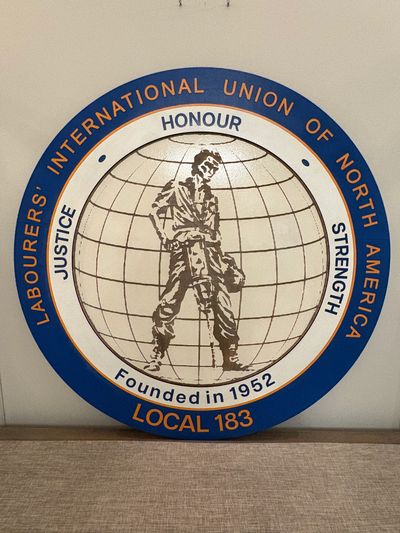 LABOURERS' INTERNATIONAL UNION OF NORTH AMERICA
JUSTICE
HONOUR
STRENGTH
Founded in 1952
LOCAL 183